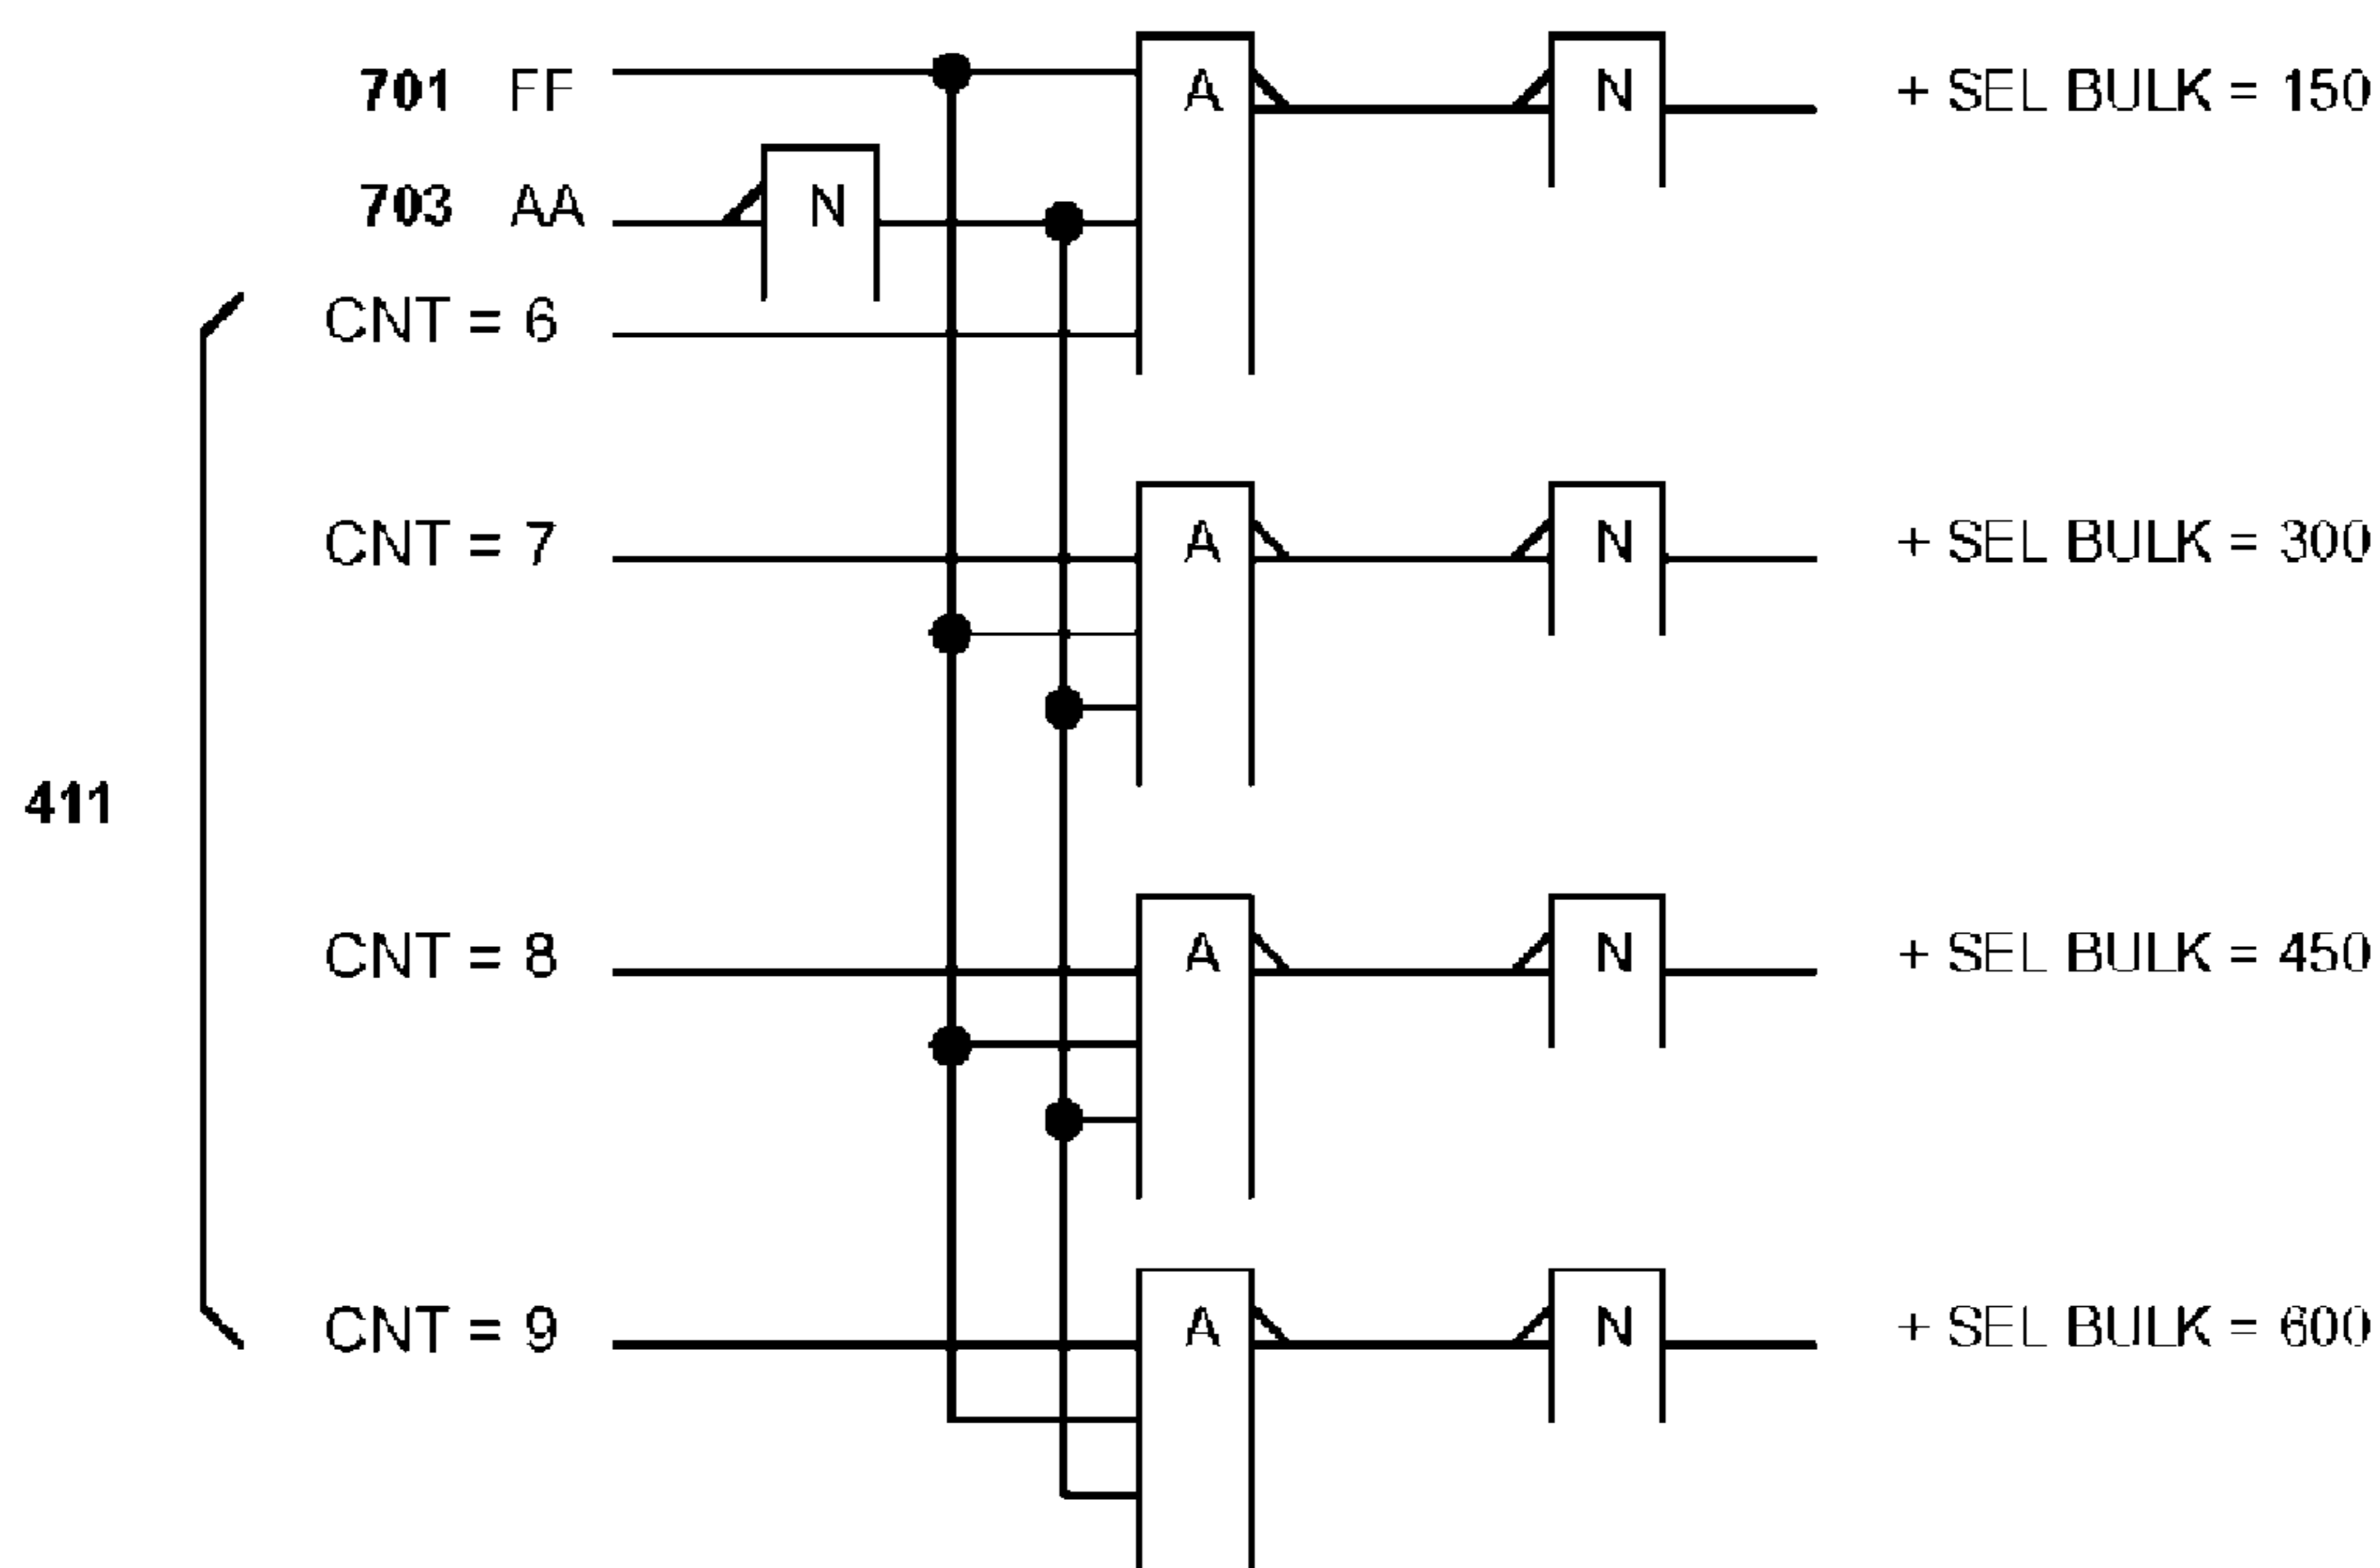 701 FF A N + SEL BULK = 150
703 AA N
CNT = 6
CNT = 7 A N + SEL BULK = 300
411
CNT = 8 A N + SEL BULK = 450
CNT = 9 A N + SEL BULK = 600